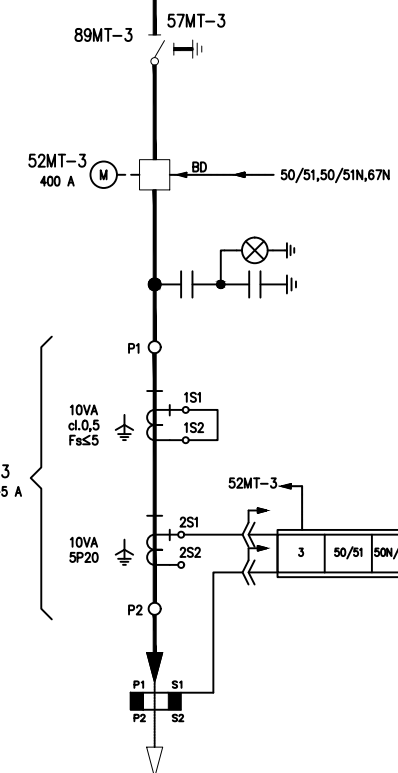 57MT-3
89MT-3
52MT-3
400 A
M
BD
50/51,50/51N,67N
P1
10VA
cl.0,5
Fs≤5
1S1
1S2
3
5 A
52MT-3
10VA
5P20
2S1
2S2
3
50/51
50N/
P2
P1
S1
P2
S2